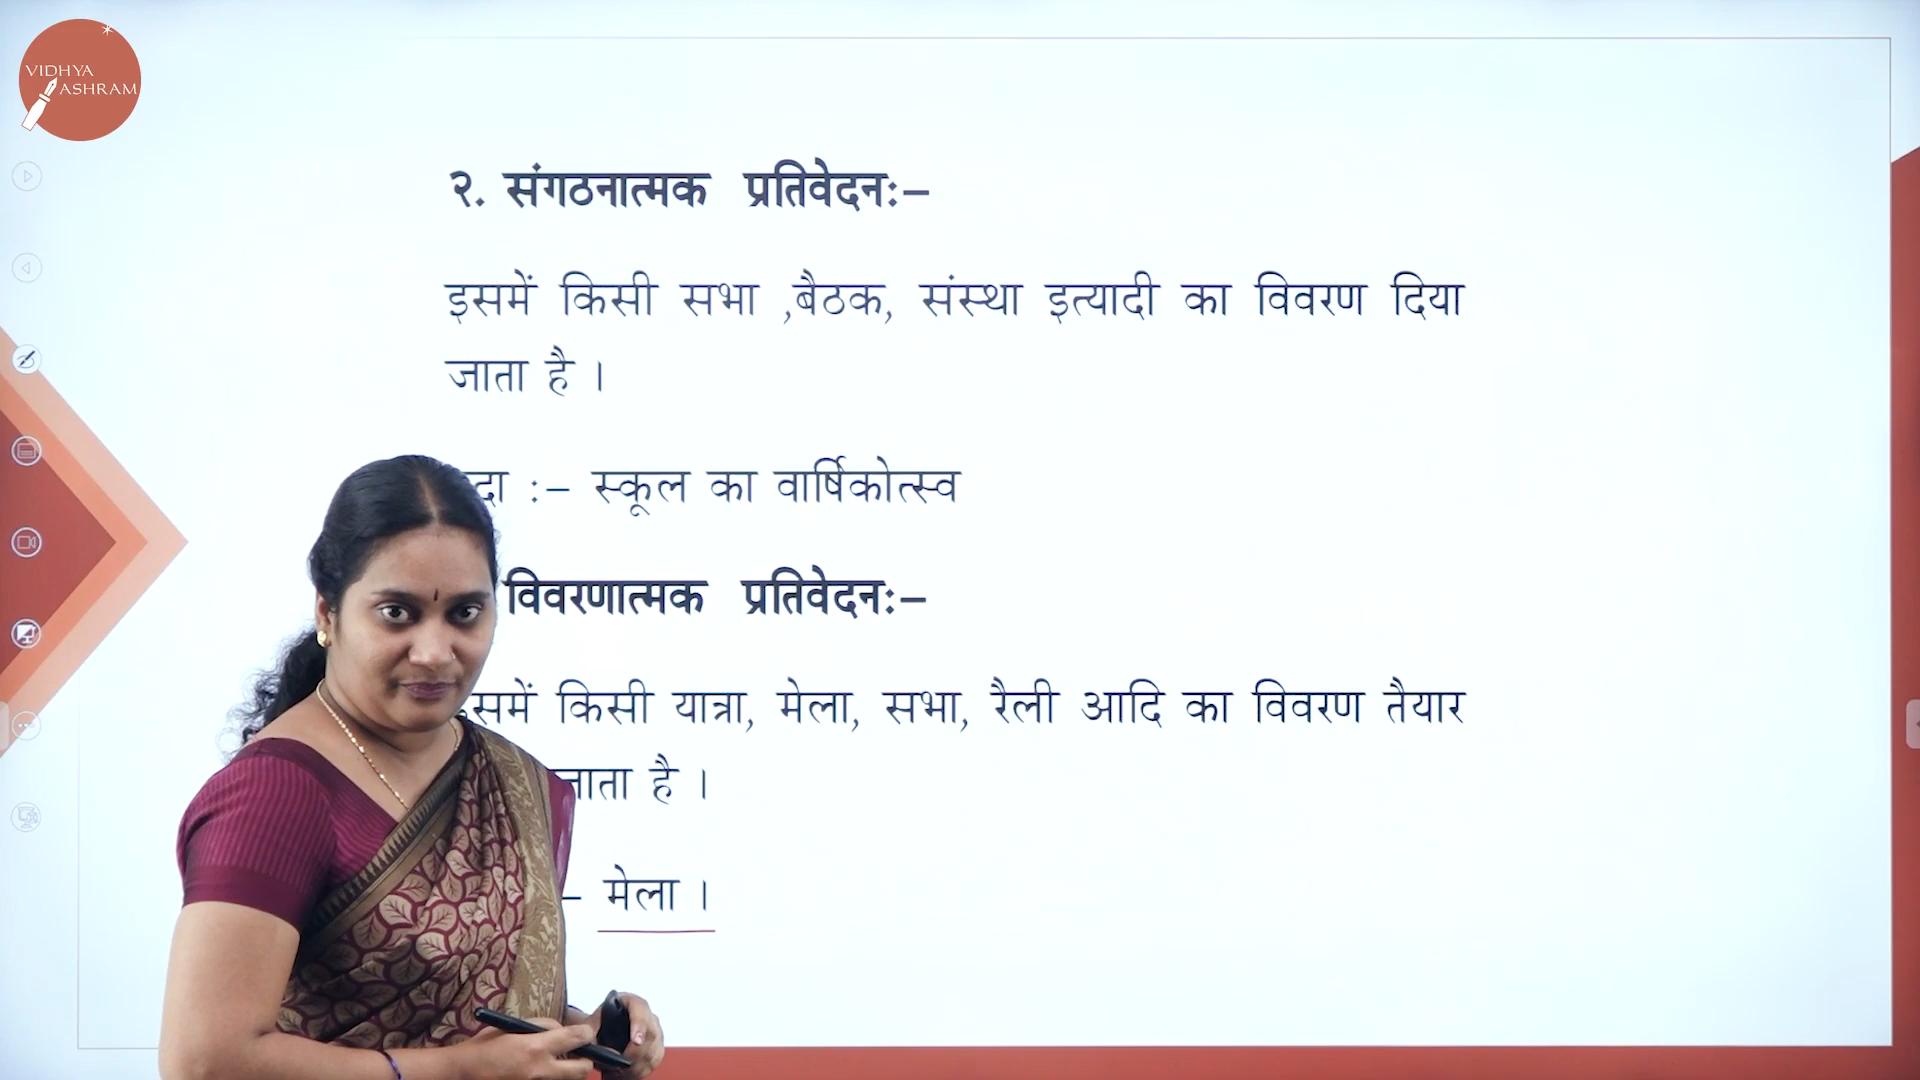 VIDHYA
ASHRAM
२. संगठनात्मक प्रतिवेदनः–
इसमें किसी सभा ,बैठक, संस्था इत्यादी का विवरण दिया
जाता है ।
:– स्कूल का वार्षिकोत्स्व
विवरणात्मक प्रतिवेदनः–
किसी यात्रा, मेला, सभा, रैली आदि का विवरण तैयार
जाता है ।
– मेला ।